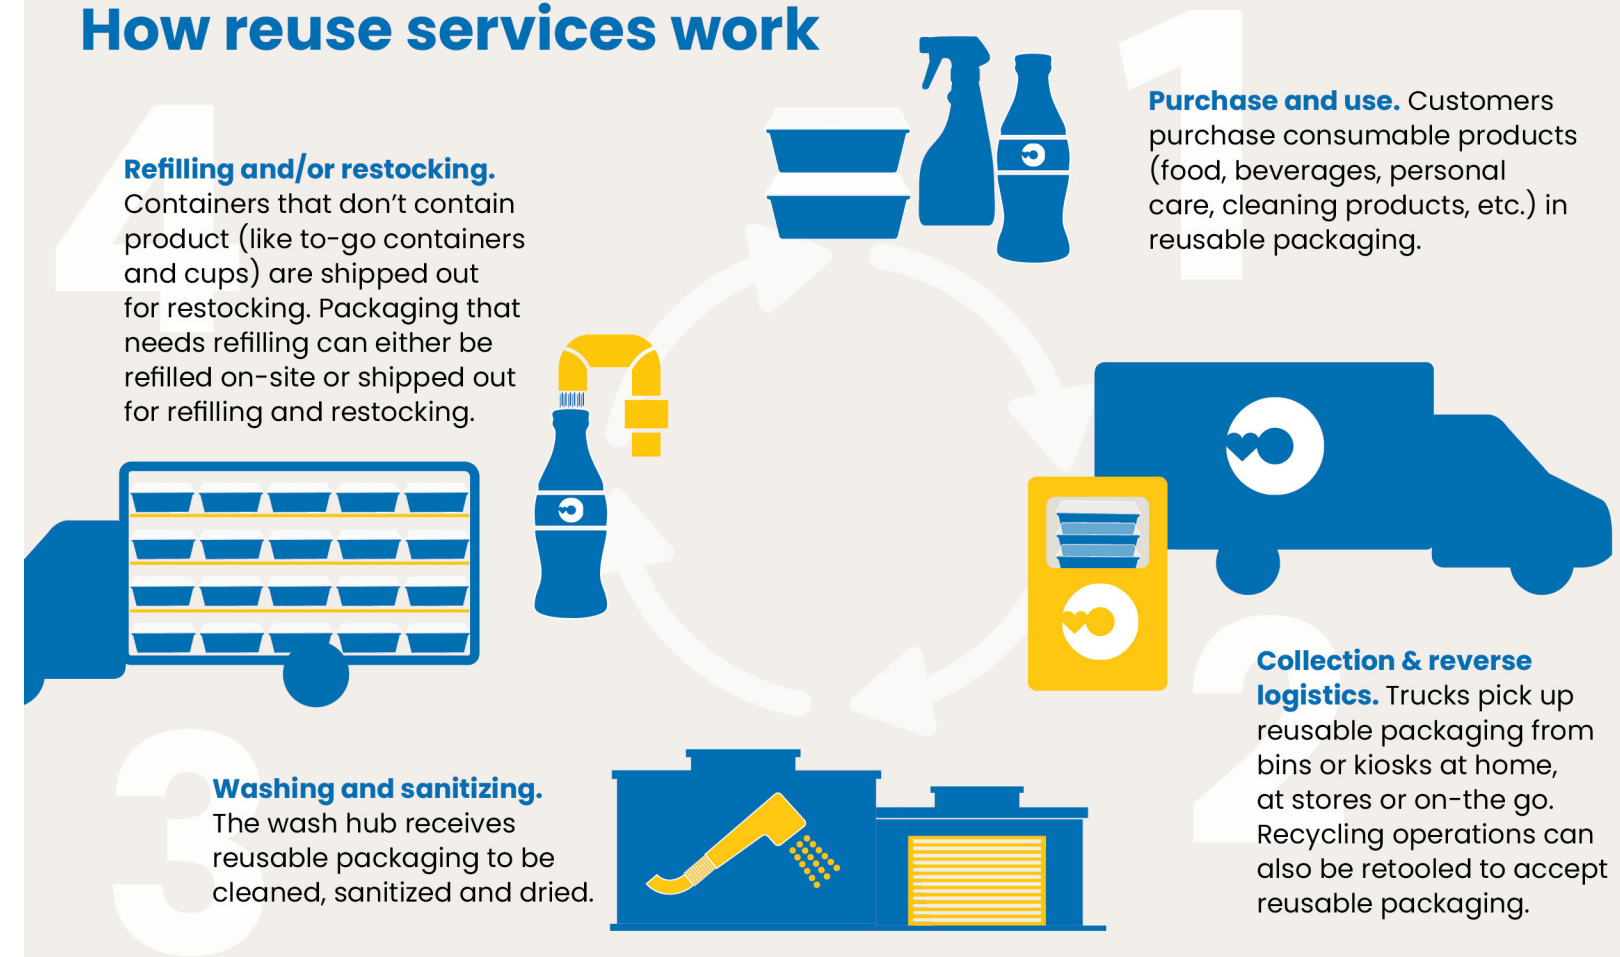 How reuse services work
1
Purchase and use. Customers
purchase consumable products
(food, beverages, personal
care, cleaning products, etc.) in
reusable packaging.
2
Collection & reverse
logistics. Trucks pick up
reusable packaging from
bins or kiosks at home,
at stores or on-the go.
Recycling operations can
also be retooled to accept
reusable packaging.
3
Washing and sanitizing.
The wash hub receives
reusable packaging to be
cleaned, sanitized and dried.
4
Refilling and/or restocking.
Containers that don’t contain
product (like to-go containers
and cups) are shipped out
for restocking. Packaging that
needs refilling can either be
refilled on-site or shipped out
for refilling and restocking.